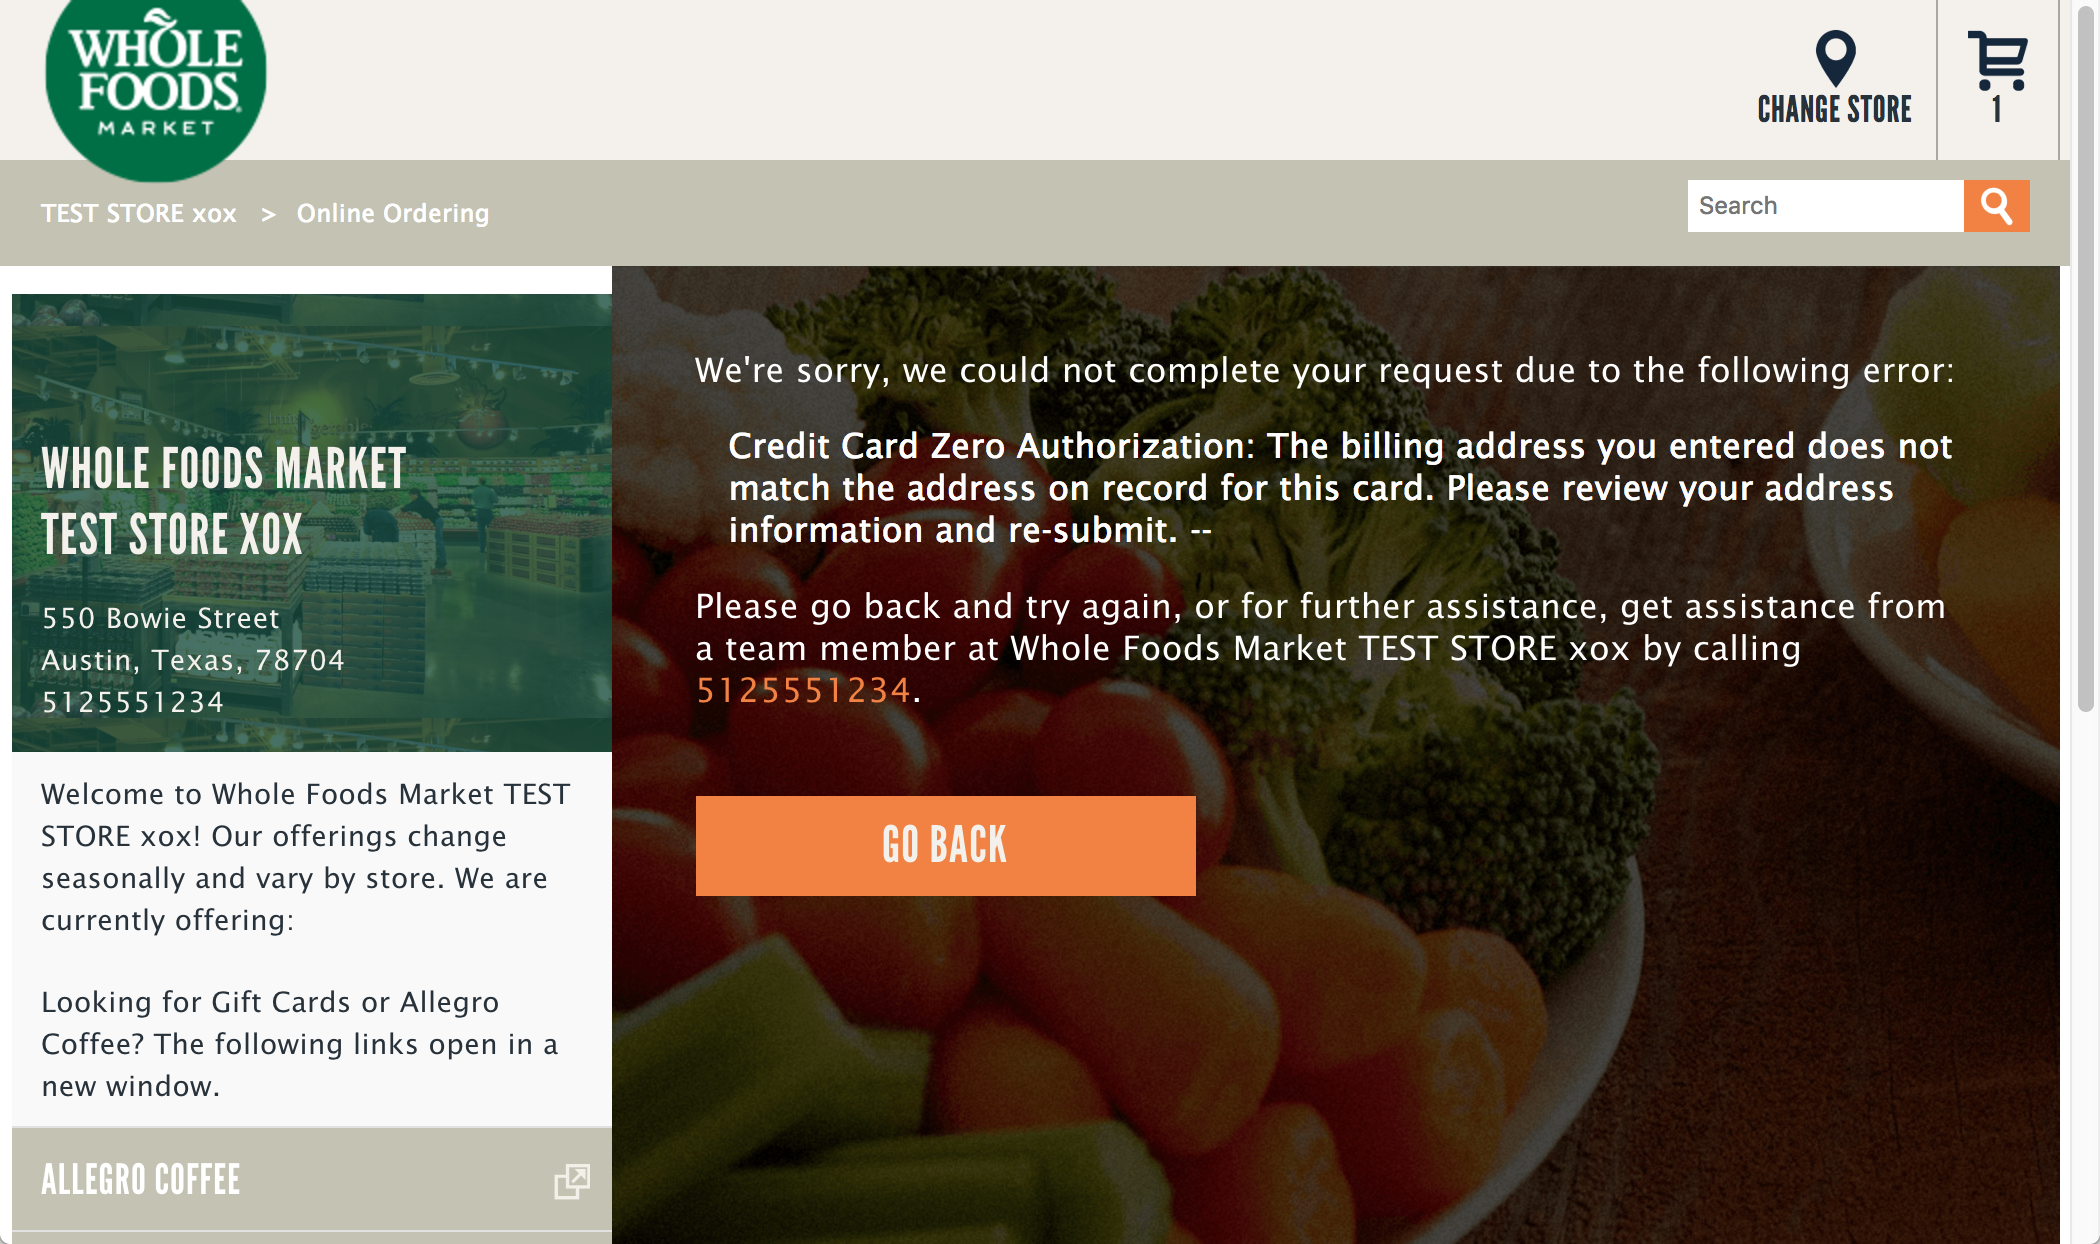 WHOLE
FOODS
MARKET
CHANGE STORE
1
TEST STORE xox > Online Ordering
Search
WHOLE FOODS MARKET
TEST STORE XOX
550 Bowie Street
Austin, Texas, 78704
5125551234
Welcome to Whole Foods Market TEST
STORE xox! Our offerings change
seasonally and vary by store. We are
currently offering:
Looking for Gift Cards or Allegro
Coffee? The following links open in a
new window.
ALLEGRO COFFEE
We're sorry, we could not complete your request due to the following error:
Credit Card Zero Authorization: The billing address you entered does not
match the address on record for this card. Please review your address
information and re-submit. --
Please go back and try again, or for further assistance, get assistance from
a team member at Whole Foods Market TEST STORE xox by calling
5125551234.
GO BACK